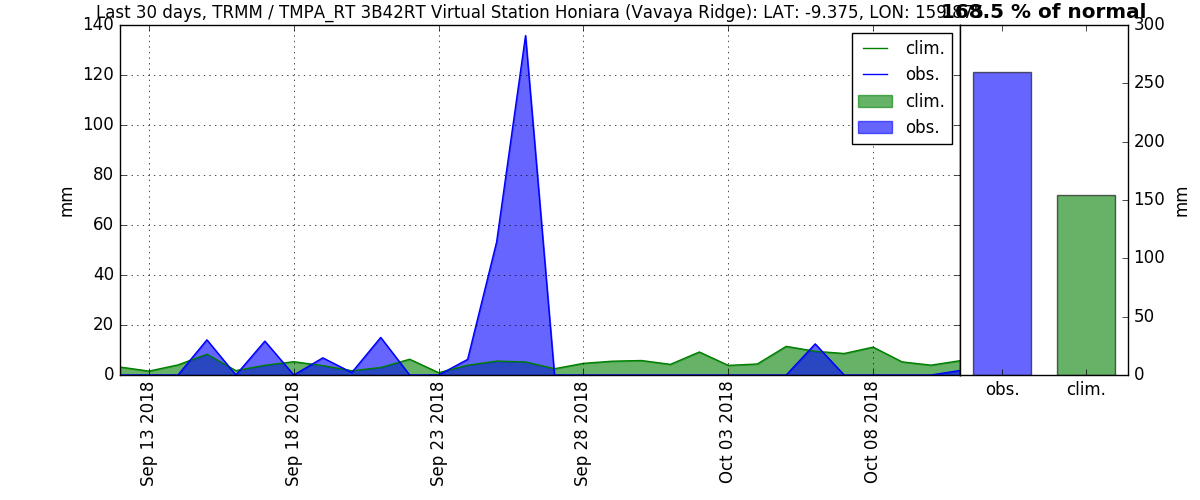 Last 30 days, TRMM / TMPA_RT 3B42RT Virtual Station Honiara (Vavaya Ridge): LAT: -9.375, LON:
168.5 % of normal
140
120
100
80
60
40
20
0
mm
clim.
obs.
clim.
obs.
Sep 13 2018
Sep 18 2018
Sep 23 2018
Sep 28 2018
Oct 03 2018
Oct 08 2018
300
250
200
150
100
50
0
mm
obs.
clim.